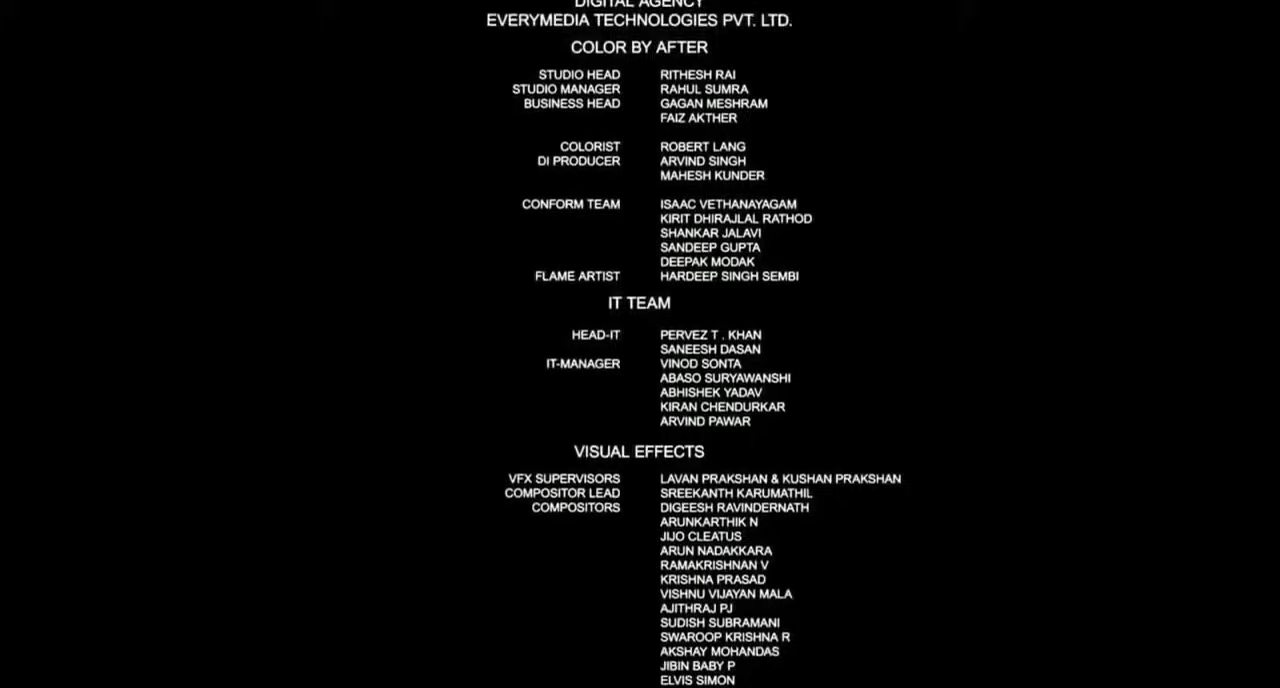 DIGITAL AGENCY
EVERYMEDIA TECHNOLOGIES PVT. LTD.
COLOR BY AFTER
STUDIO HEAD RITHESH RAI
STUDIO MANAGER RAHUL SUMRA
BUSINESS HEAD GAGAN MESHRAM
FAIZ AKTHER
COLORIST ROBERT LANG
DI PRODUCER ARVIND SINGH
MAHESH KUNDER
CONFORM TEAM ISAAC VETHANAYAGAM
KIRIT DHIRAJLAL RATHOD
SHANKAR JALAVI
SANDEEP GUPTA
DEEPAK MODAK
FLAME ARTIST HARDEEP SINGH SEMBI
IT TEAM
HEAD-IT PERVEZ T . KHAN
SANEESH DASAN
IT-MANAGER VINOD SONTA
ABASO SURYAWANSHI
ABHISHEK YADAV
KIRAN CHENDURKAR
ARVIND PAWAR
VISUAL EFFECTS
VFX SUPERVISORS LAVAN PRAKSHAN & KUSHAN PRAKSHAN
COMPOSITOR LEAD SREEKANTH KARUMATHIL
COMPOSITORS DIGEESH RAVINDERNATH
ARUNKARTHIK N
JIJO CLEATUS
ARUN NADAKKARA
RAMAKRISHNAN V
KRISHNA PRASAD
VISHNU VIJAYAN MALA
AJITHRAJ PJ
SUDISH SUBRAMANI
SWAROOP KRISHNA R
AKSHAY MOHANDAS
JIBIN BABY P
ELVIS SIMON